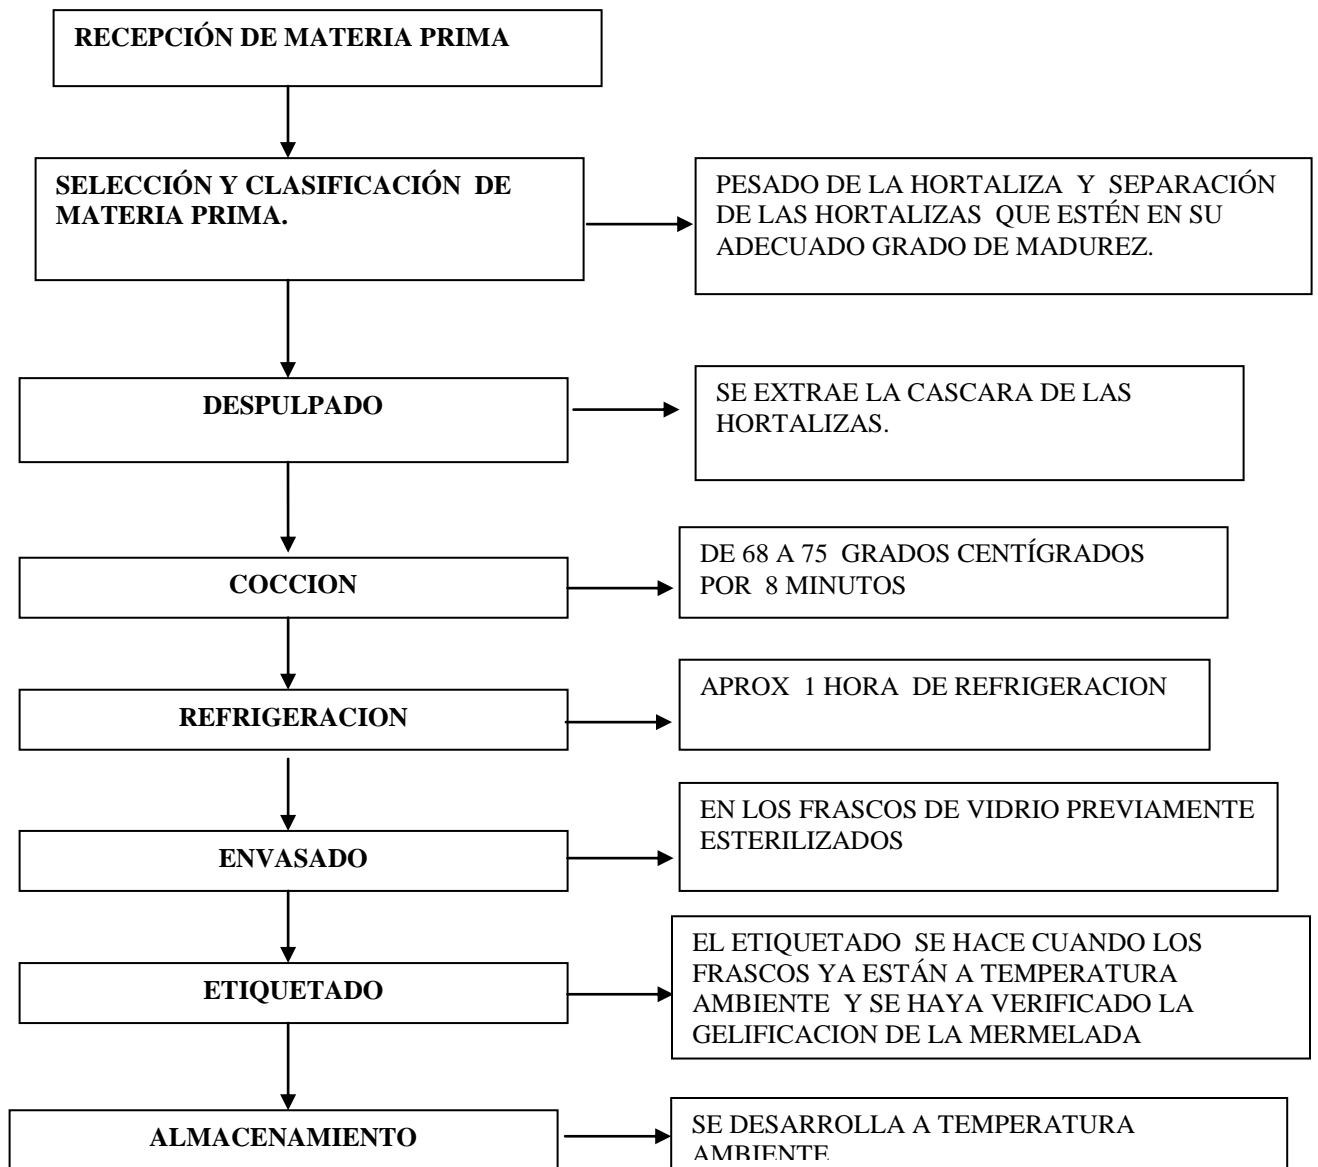 RECEPCIÓN DE MATERIA PRIMA
SELECCIÓN Y CLASIFICACIÓN DE
MATERIA PRIMA.
PESADO DE LA HORTALIZA Y SEPARACIÓN
DE LAS HORTALIZAS QUE ESTÉN EN SU
ADECUADO GRADO DE MADUREZ.
DESPULPADO
SE EXTRAE LA CASCARA DE LAS
HORTALIZAS.
COCCION
DE 68 A 75 GRADOS CENTÍGRADOS
POR 8 MINUTOS
REFRIGERACION
APROX 1 HORA DE REFRIGERACION
ENVASADO
EN LOS FRASCOS DE VIDRIO PREVIAMENTE
ESTERILIZADOS
ETIQUETADO
EL ETIQUETADO SE HACE CUANDO LOS
FRASCOS YA ESTÁN A TEMPERATURA
AMBIENTE Y SE HAYA VERIFICADO LA
GELIFICACION DE LA MERMELADA
ALMACENAMIENTO
SE DESARROLLA A TEMPERATURA
AMBIENTE